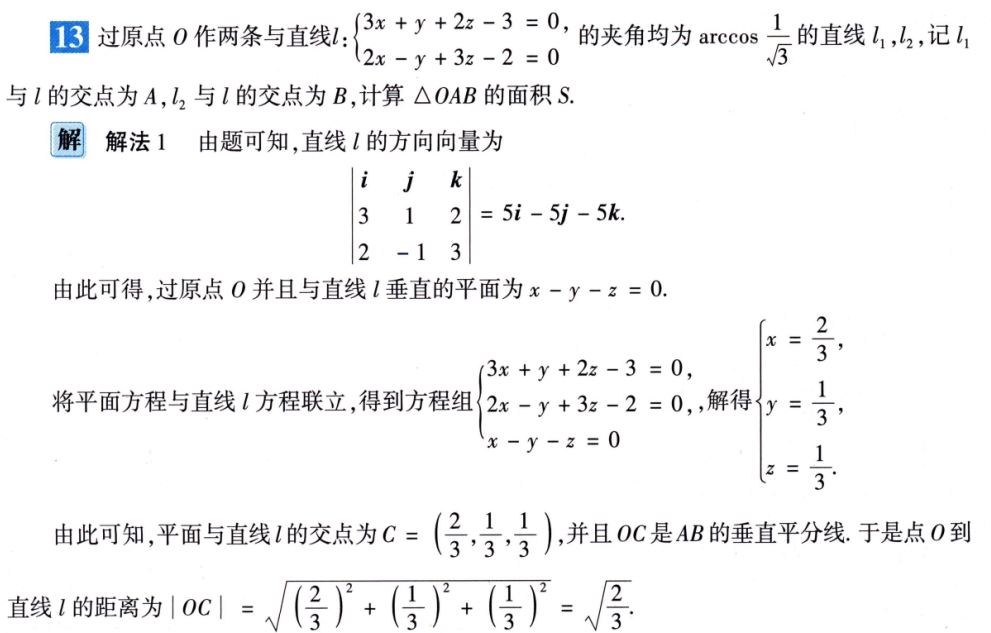 13 过原点 O 作两条与直线l:{3x + y + 2z - 3 = 0, 2x - y + 3z - 2 = 0 的夹角均为 arccos 1/√3 的直线 l₁,l₂,记 l₁
与 l 的交点为 A,l₂ 与 l 的交点为 B,计算 △OAB 的面积 S.
解 解法 1 由题可知,直线 l 的方向向量为
|i j k|
|3 1 2| = 5i - 5j - 5k.
|2 -1 3|
由此可得,过原点 O 并且与直线 l 垂直的平面为 x - y - z = 0.
将平面方程与直线 l 方程联立,得到方程组{3x + y + 2z - 3 = 0, 2x - y + 3z - 2 = 0, x - y - z = 0 ,解得{x = 2/3, y = 1/3, z = 1/3.
由此可知,平面与直线 l 的交点为 C = (2/3, 1/3, 1/3),并且 OC 是 AB 的垂直平分线. 于是点 O 到
直线 l 的距离为 |OC| = √((2/3)² + (1/3)² + (1/3)²) = √(2/3).